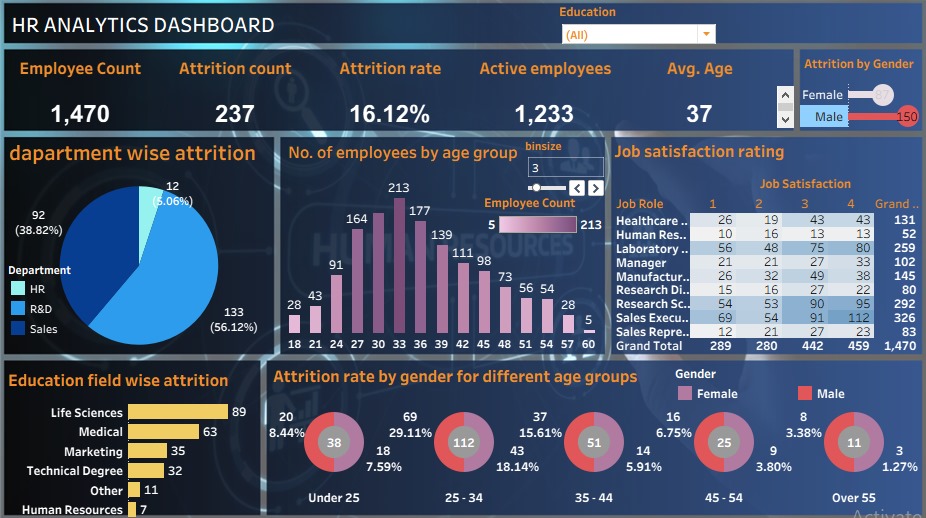 HR ANALYTICS DASHBOARD
Education
(All)
Employee Count
Attrition count
Attrition rate
Active employees
Avg. Age
1,470
237
16.12%
1,233
37
Attrition by Gender
Female
87
Male
150
dapartment wise attrition
12
(5.06%)
92
(38.82%)
133
(56.12%)
Department
HR
R&D
Sales
No. of employees by age group
binsize
3
Employee Count
5
213
28
43
91
164
213
177
139
111
98
73
56
54
28
5
18 21 24 27 30 33 36 39 42 45 48 51 54 57 60
HUMAN RESOURCES
Job satisfaction rating
Job Satisfaction
Job Role 1 2 3 4 Grand ..
Healthcare .. 26 19 43 43 131
Human Res.. 10 16 13 13 52
Laboratory .. 56 48 75 80 259
Manager 21 21 27 33 102
Manufactur.. 26 32 49 38 145
Research Di.. 15 16 27 22 80
Research Sc.. 54 53 90 95 292
Sales Execu.. 69 54 91 112 326
Sales Repre.. 12 21 27 23 83
Grand Total 289 280 442 459 1,470
Education field wise attrition
Life Sciences 89
Medical 63
Marketing 35
Technical Degree 32
Other 11
Human Resources 7
Attrition rate by gender for different age groups
Gender
Female
Male
20
8.44%
38
18
7.59%
Under 25
69
29.11%
112
43
18.14%
25 - 34
37
15.61%
51
14
5.91%
35 - 44
16
6.75%
25
9
3.80%
45 - 54
8
3.38%
11
3
1.27%
Over 55
Activate